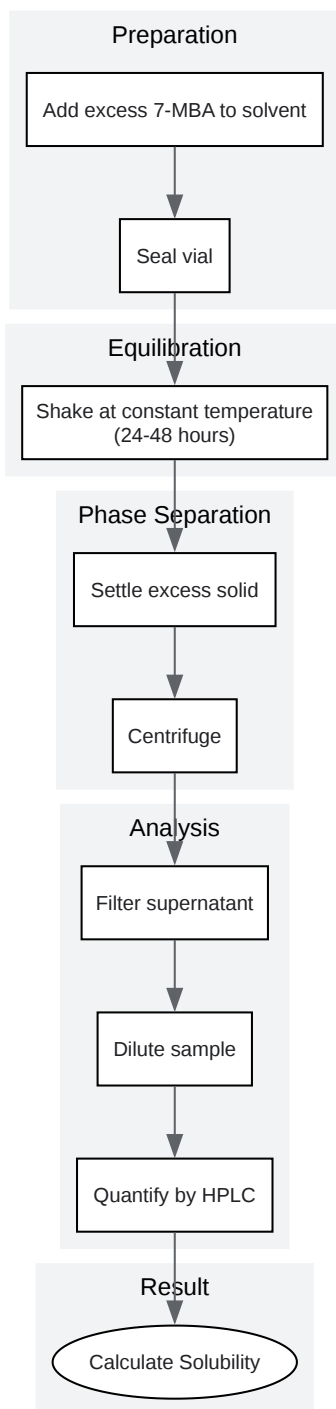 Preparation
Add excess 7-MBA to solvent
Seal vial
Equilibration
Shake at constant temperature
(24-48 hours)
Phase Separation
Settle excess solid
Centrifuge
Analysis
Filter supernatant
Dilute sample
Quantify by HPLC
Result
Calculate Solubility